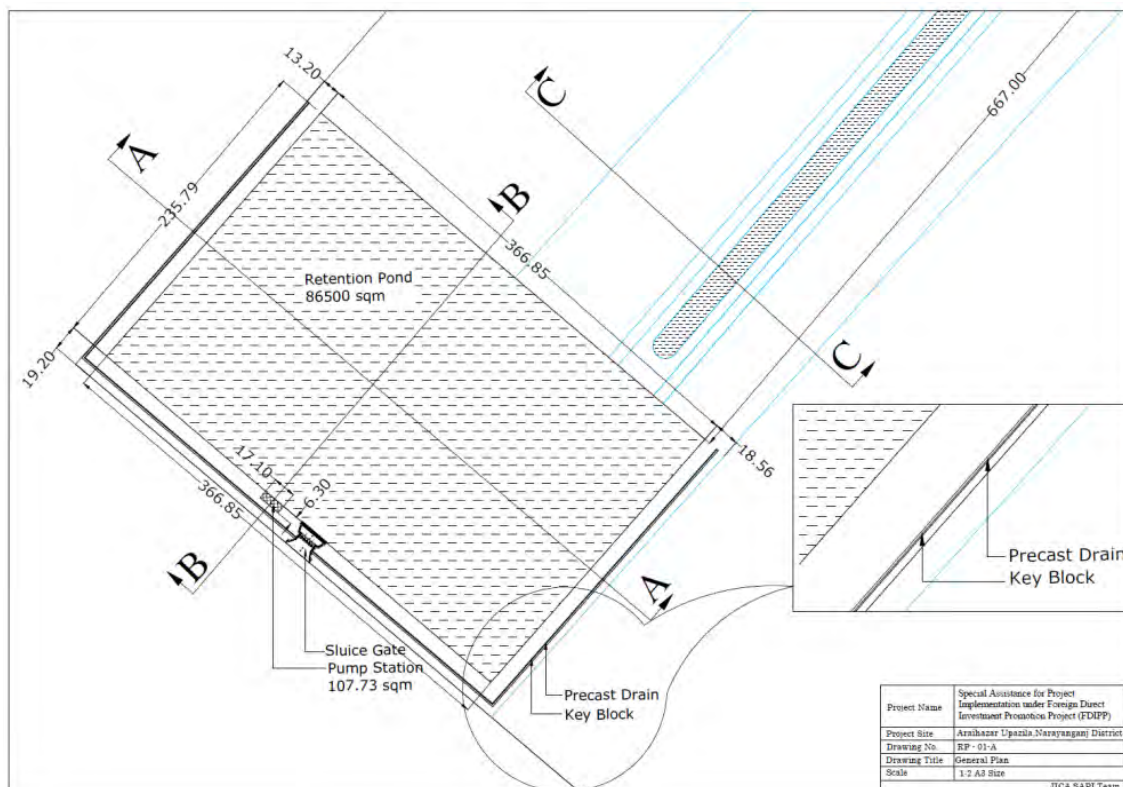 13.20
C
667.00
A
235.79
B
366.85
Retention Pond
86500 sqm
19.20
C
18.56
17.10
6.30
366.85
B
A
Precast Drain
Key Block
Sluice Gate
Pump Station
107.73 sqm
Precast Drain
Key Block
Project Name
Special Assistance for Project
Implementation under Foreign Direct
Investment Promotion Project (FDIPP)
Project Site
Araihazar Upazila,Narayanganj District
Drawing No.
RP - 01-A
Drawing Title
General Plan
Scale
1:2 A3 Size
JICA SAPI Team